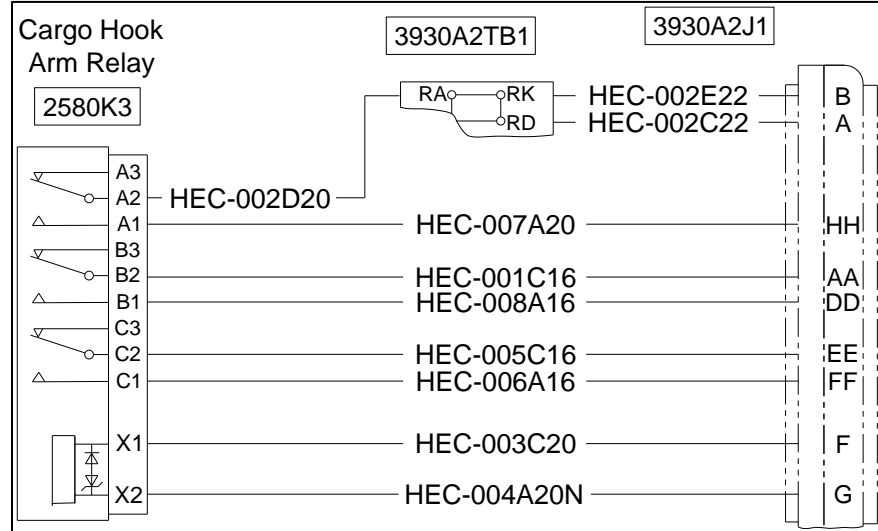 Cargo Hook
Arm Relay
2580K3
3930A2TB1
3930A2J1
RA RK HEC-002E22 B
RD HEC-002C22 A
A3
A2 HEC-002D20
A1 HEC-007A20 HH
B3
B2 HEC-001C16 AA
B1 HEC-008A16 DD
C3
C2 HEC-005C16 EE
C1 HEC-006A16 FF
X1 HEC-003C20 F
X2 HEC-004A20N G